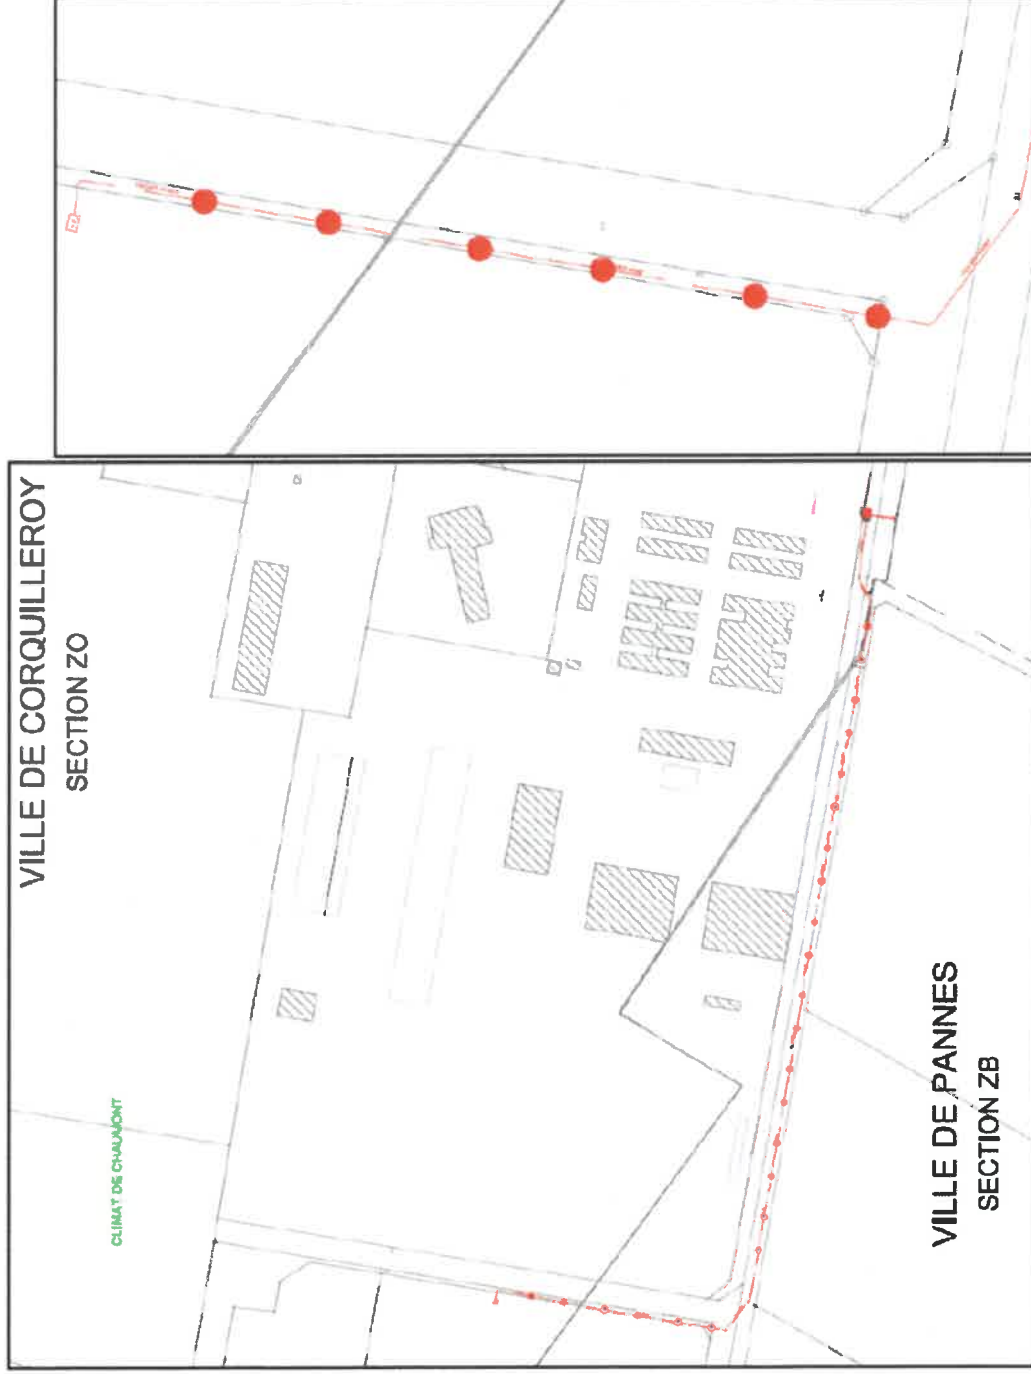 VILLE DE CORQUILLEROY
SECTION ZO
CLIMAT DE CHAUMONT
VILLE DE PANNES
SECTION ZB